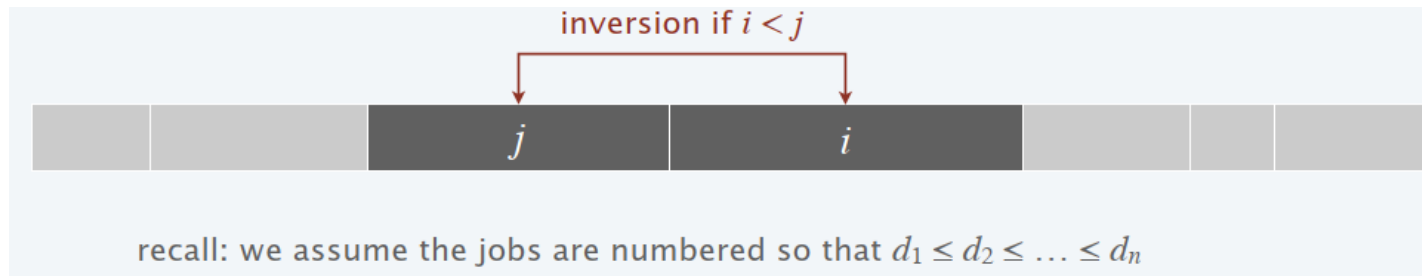 inversion if i < j
j i
recall: we assume the jobs are numbered so that d₁ ≤ d₂ ≤ … ≤ dₙ